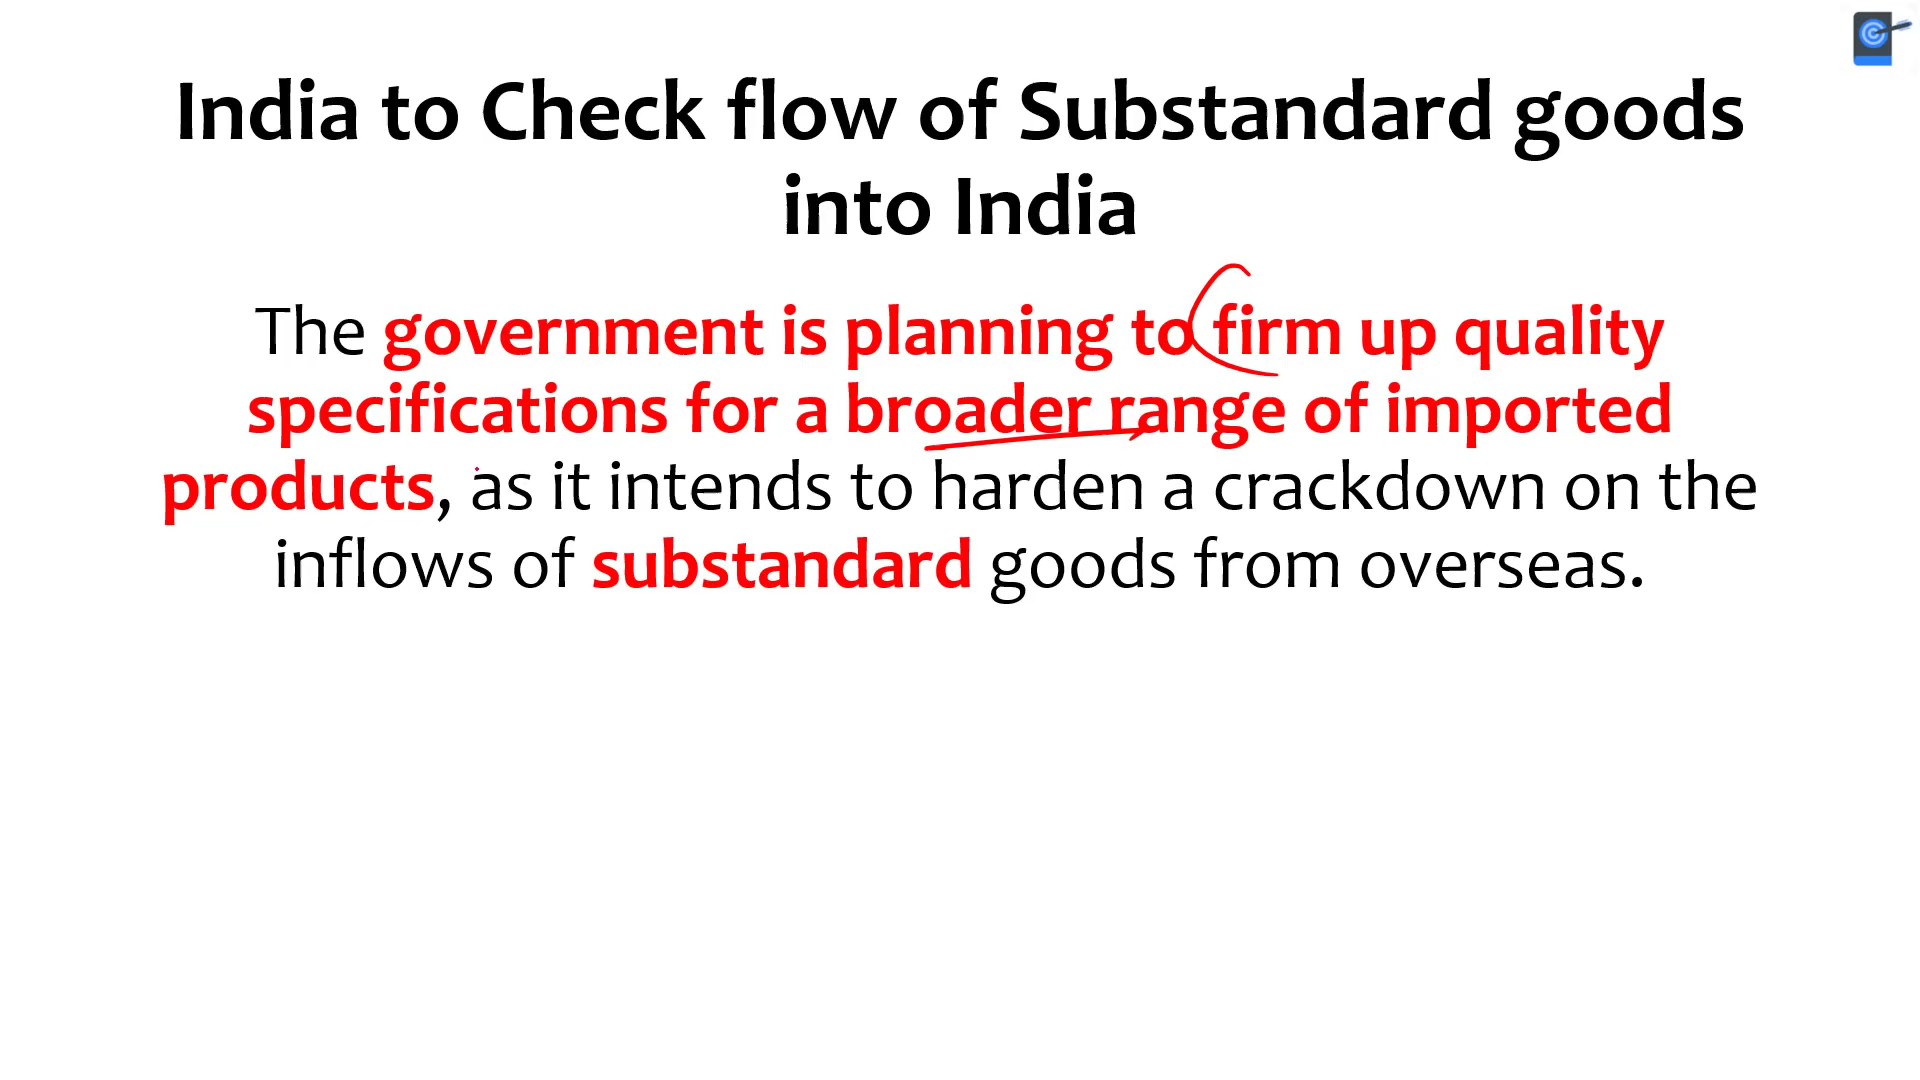 India to Check flow of Substandard goods
into India
The government is planning to firm up quality
specifications for a broader range of imported
products, as it intends to harden a crackdown on the
inflows of substandard goods from overseas.